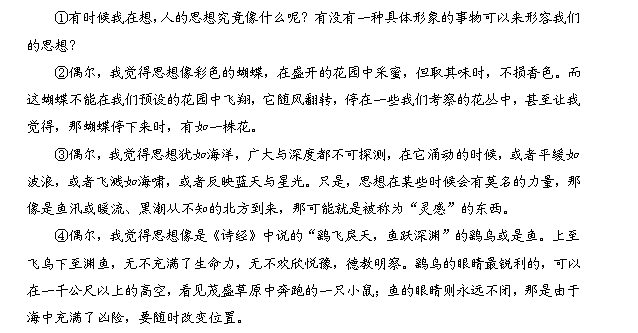 ①有时候我在想，人的思想究竟像什么呢？有没有一种具体形象的事物可以来形容我们
的思想？
②偶尔，我觉得思想像彩色的蝴蝶，在盛开的花园中采蜜，但取其味时，不损香色。而
这蝴蝶不能在我们预设的花园中飞翔，它随风翻转，停在一些我们考察的花丛中，甚至让我
觉得，那蝴蝶停下来时，有如一株花。
③偶尔，我觉得思想犹如海洋，广大与深度都不可探测，在它涌动的时候，或者平缓如
波浪，或者飞溅如海啸，或者反映蓝天与星光。只是，思想在某些时候会有莫名的力量，那
像是鱼汛或暖流、黑潮从不知的北方到来，那可能就是被称为“灵感”的东西。
④偶尔，我觉得思想像是《诗经》中说的“鹞飞戾天，鱼跃深渊”的鹞鸟或是鱼。上至
飞鸟下至渊鱼，无不充满了生命力，无不欢欣悦豫，德教明察。鹞鸟的眼睛最锐利的，可以
在一千公尺以上的高空，看见茂盛草原中奔跑的一只小鼠；鱼的眼睛则永远不闭，那是由于
海中充满了凶险，要随时改变位置。